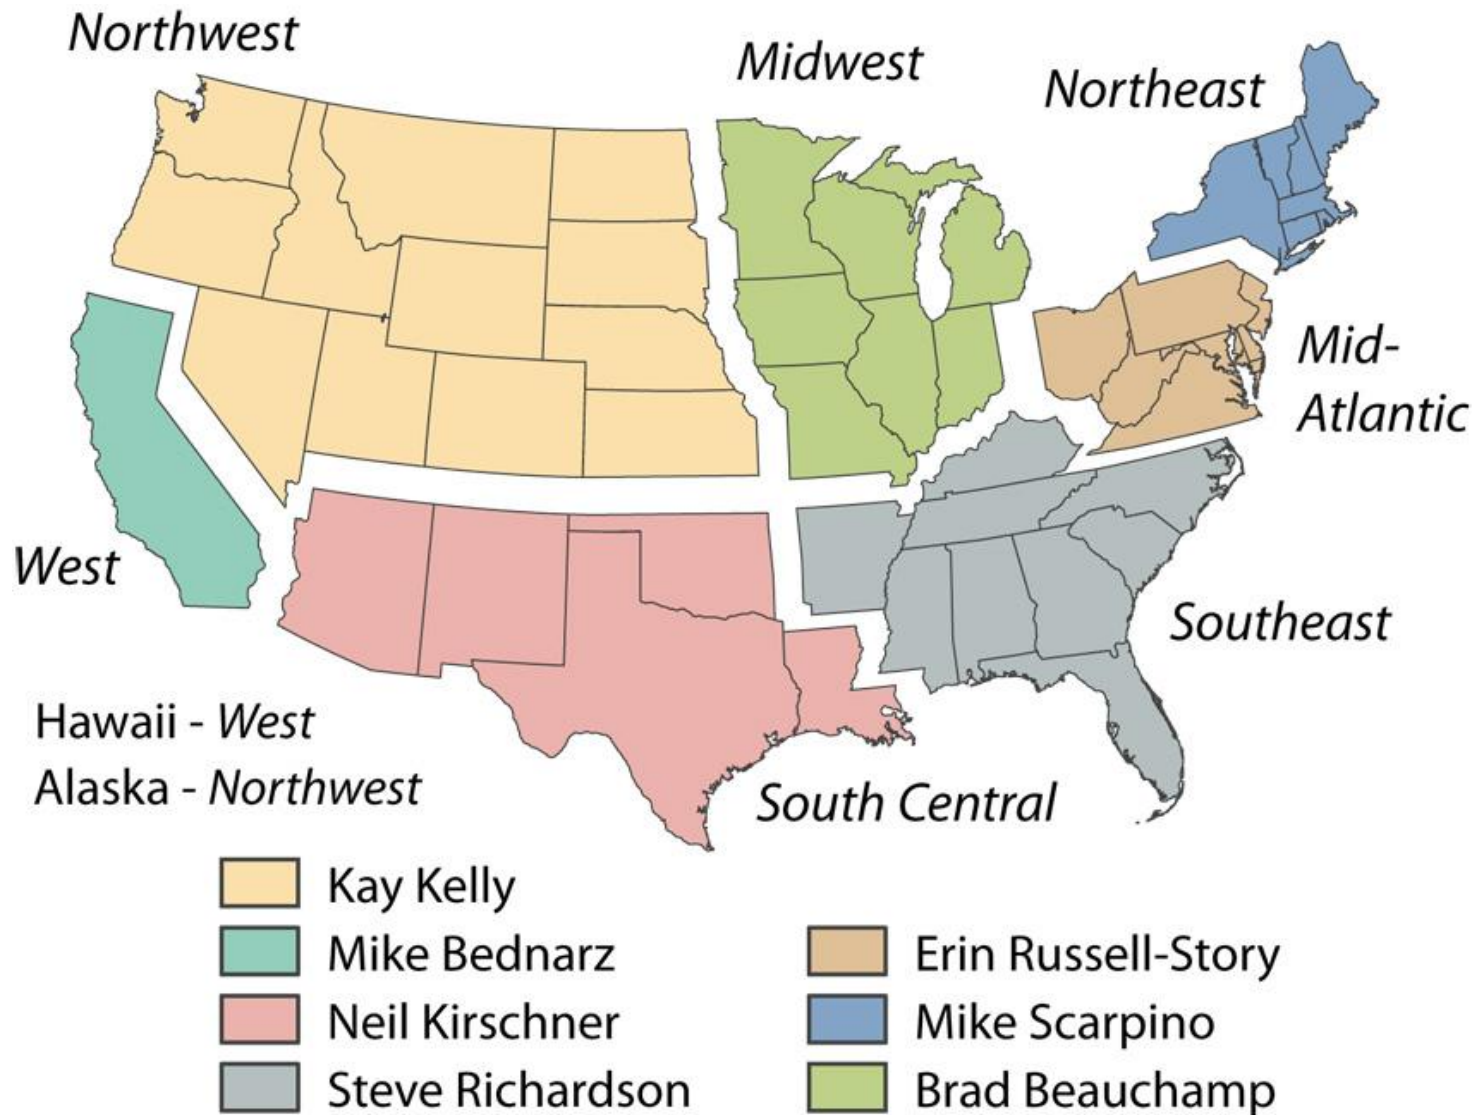 Northwest
Midwest
Northeast
Mid-
Atlantic
West
Southeast
Hawaii - West
Alaska - Northwest
South Central
Kay Kelly
Mike Bednarz
Neil Kirschner
Steve Richardson
Erin Russell-Story
Mike Scarpino
Brad Beauchamp